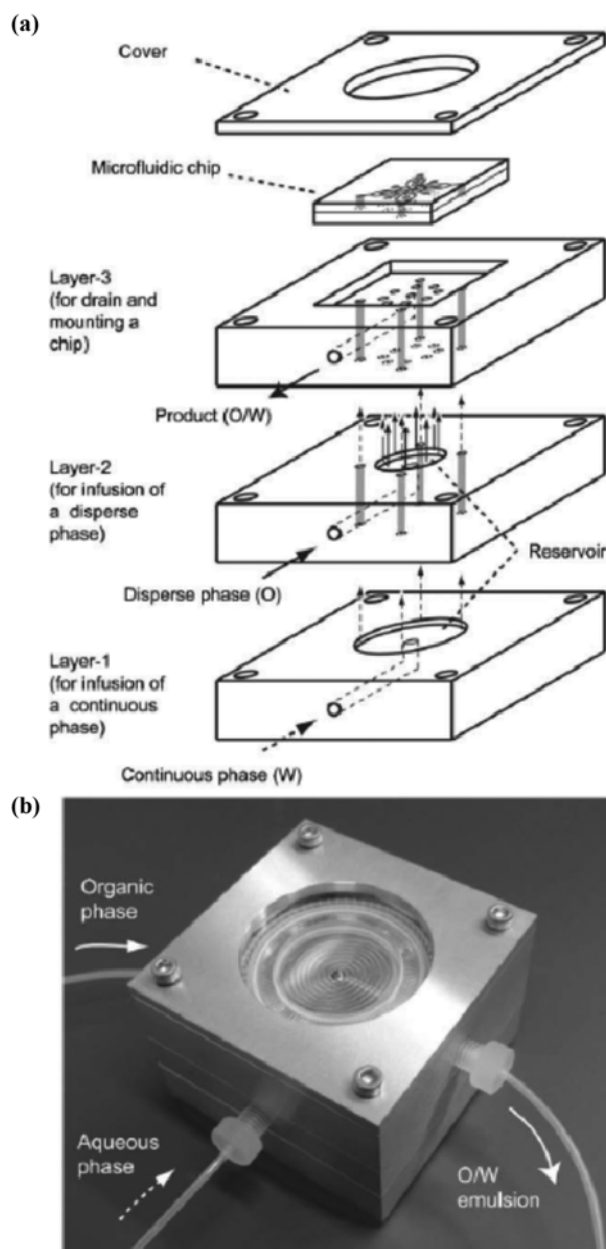 (a)
Cover
Microfluidic chip
Layer-3
(for drain and
mounting a
chip)
Product (O/W)
Layer-2
(for infusion of
a disperse
phase)
Reservoir
Disperse phase (O)
Layer-1
(for infusion of
a continuous
phase)
Continuous phase (W)
(b)
Organic
phase
Aqueous
phase
O/W
emulsion